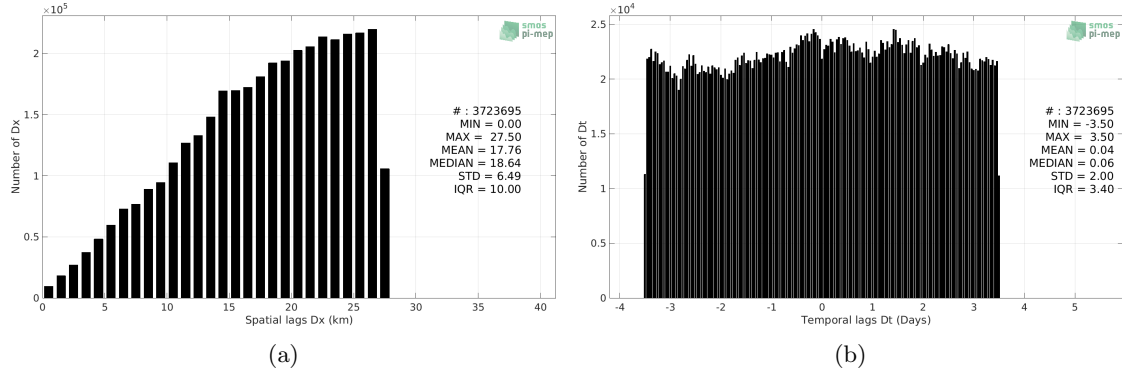 ×10⁵
smos
pi-mep
2
1.5
1
0.5
0
Number of Dx
# : 3723695
MIN = 0.00
MAX = 27.50
MEAN = 17.76
MEDIAN = 18.64
STD = 6.49
IQR = 10.00
0 5 10 15 20 25 30 35 40
Spatial lags Dx (km)
(a)
×10⁴
smos
pi-mep
2.5
2
1.5
1
0.5
0
Number of Dt
# : 3723695
MIN = -3.50
MAX = 3.50
MEAN = 0.04
MEDIAN = 0.06
STD = 2.00
IQR = 3.40
-4 -3 -2 -1 0 1 2 3 4 5
Temporal lags Dt (Days)
(b)